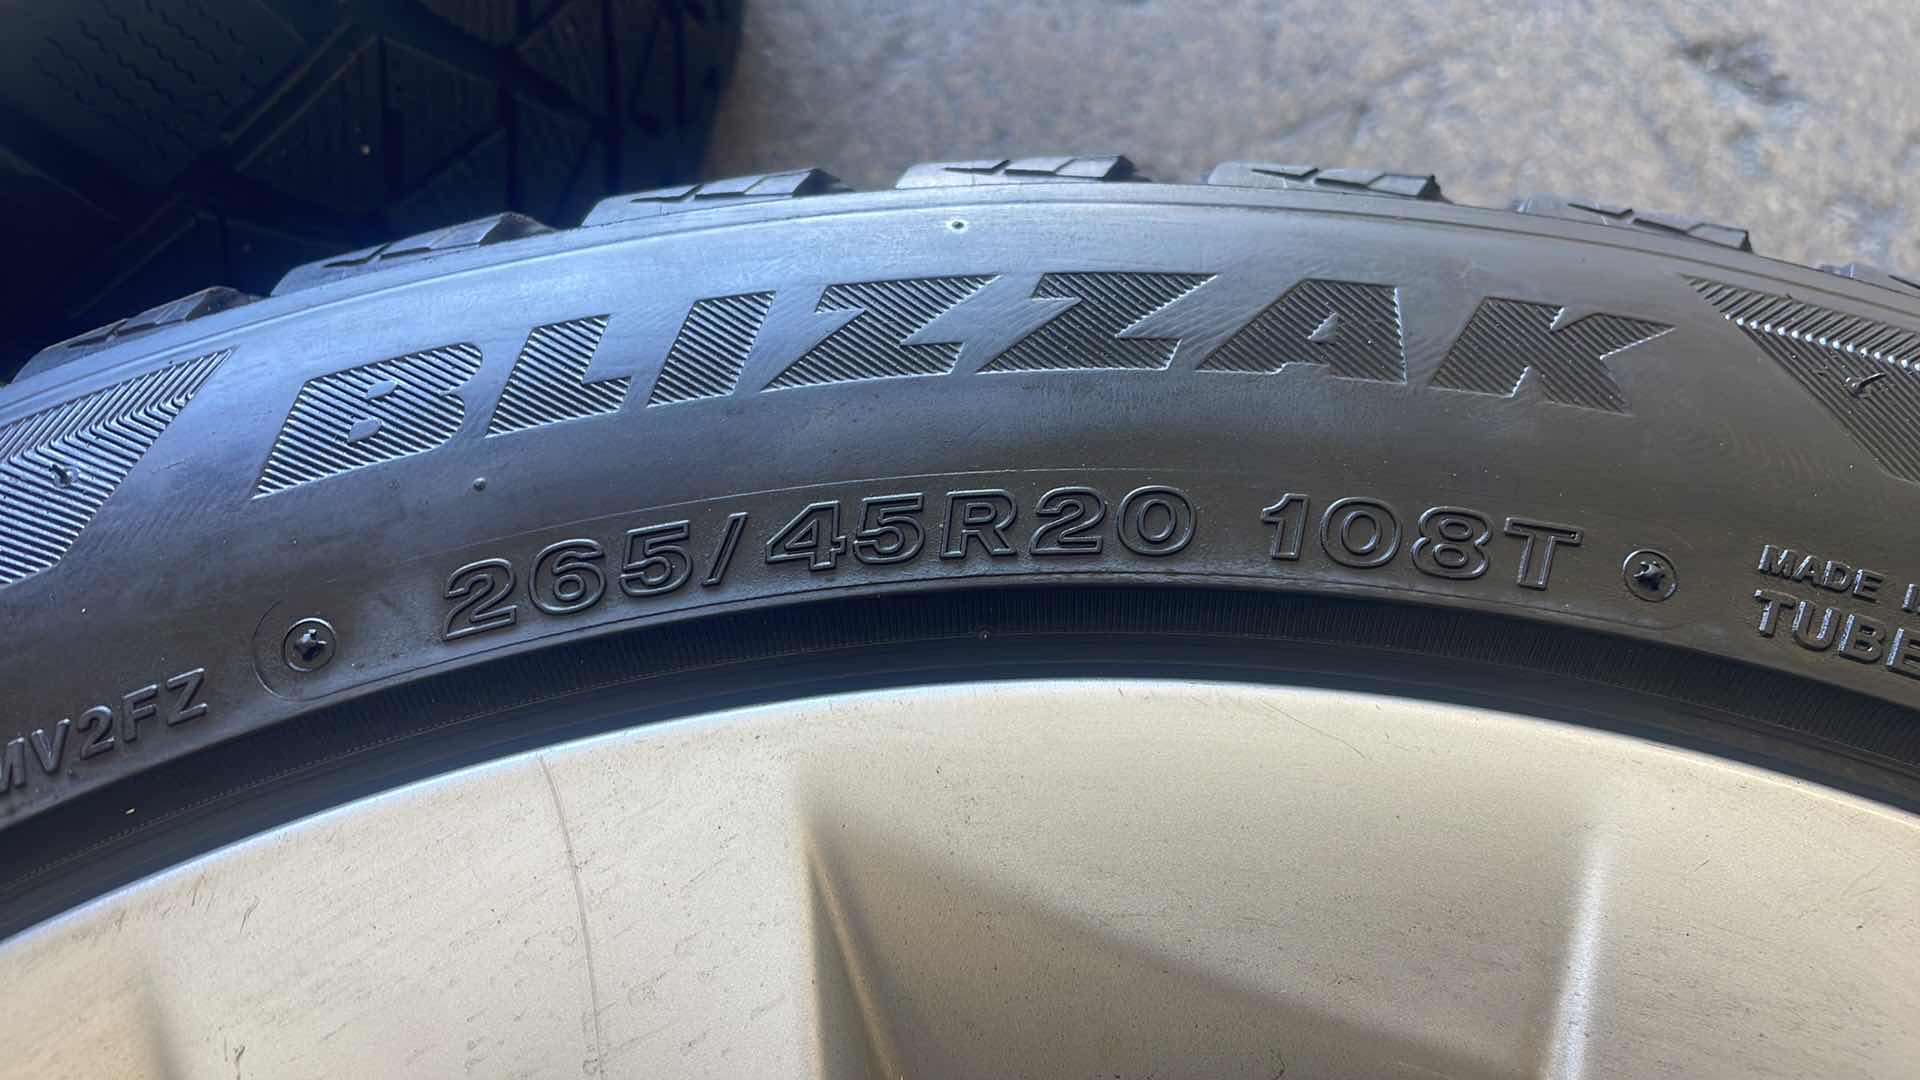 BLIZZAK
265/45R20 108T
MV2FZ
MADE
TUBE